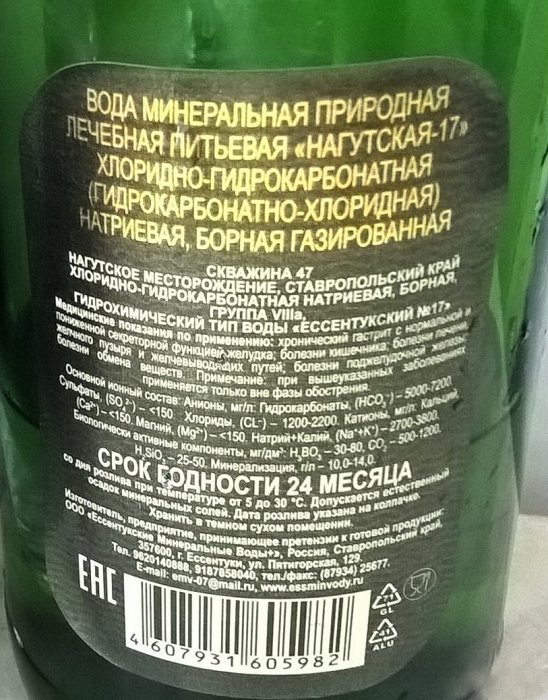 ВОДА МИНЕРАЛЬНАЯ ПРИРОДНАЯ
ЛЕЧЕБНАЯ ПИТЬЕВАЯ «НАГУТСКАЯ-17»
ХЛОРИДНО-ГИДРОКАРБОНАТНАЯ
(ГИДРОКАРБОНАТНО-ХЛОРИДНАЯ)
НАТРИЕВАЯ, БОРНАЯ ГАЗИРОВАННАЯ
СКВАЖИНА 47
НАГУТСКОЕ МЕСТОРОЖДЕНИЕ, СТАВРОПОЛЬСКИЙ КРАЙ
ХЛОРИДНО-ГИДРОКАРБОНАТНАЯ НАТРИЕВАЯ, БОРНАЯ,
ГРУППА VIIIа,
ГИДРОХИМИЧЕСКИЙ ТИП ВОДЫ «ЕССЕНТУКСКИЙ №17»
Медицинские показания по применению: хронический гастрит с нормальной и
пониженной секреторной функцией желудка; болезни кишечника; болезни печени,
желчного пузыря и желчевыводящих путей; болезни поджелудочной железы,
болезни обмена веществ. Примечание: при вышеуказанных заболеваниях
применяется только вне фазы обострения.
Основной ионный состав: Анионы, мг/л: Гидрокарбонаты, (HCO₃⁻) – 5000-7200.
Сульфаты, (SO₄²⁻) – <150 Хлориды, (CL⁻) – 1200-2200. Катионы, мг/л: Кальций,
(Ca²⁺) – <150. Магний, (Mg²⁺) – <150. Натрий+Калий, (Na⁺+K⁺) – 2700-3800.
Биологически активные компоненты, мг/дм³: H₃BO₃ – 30-80, CO₂ – 500-1200.
H₂SiO₃ – 25-50. Минерализация, г/л – 10,0-14,0.
СРОК ГОДНОСТИ 24 МЕСЯЦА
со дня розлива при температуре от 5 до 30 °С. Допускается естественный
осадок минеральных солей. Дата розлива указана на колпачке.
Хранить в темном сухом помещении.
Изготовитель, предприятие, принимающее претензии к готовой продукции:
ООО «Ессентукские Минеральные Воды+», Россия, Ставропольский край,
357600, г. Ессентуки, ул. Пятигорская, 129.
Тел. 9620140888, 9187858040, тел./факс: (87934) 25677.
E-mail: emv-07@mail.ru, www.essminvody.ru
EAC
4 607931 605982
71
GL
41
ALU